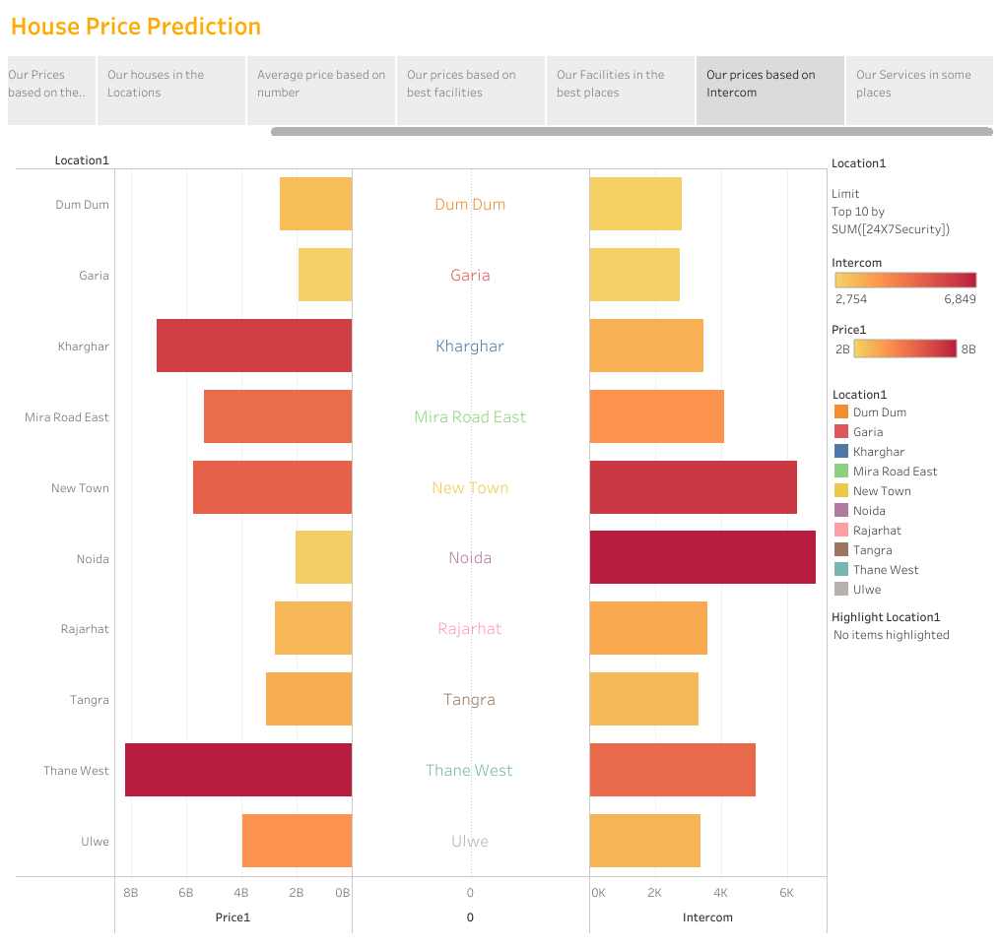 House Price Prediction
Our Prices
based on the..
Our houses in the
Locations
Average price based on
number
Our prices based on
best facilities
Our Facilities in the
best places
Our prices based on
Intercom
Our Services in some
places
Location1
Dum Dum
Garia
Kharghar
Mira Road East
New Town
Noida
Rajarhat
Tangra
Thane West
Ulwe
8B 6B 4B 2B 0B
Price1
Dum Dum
Garia
Kharghar
Mira Road East
New Town
Noida
Rajarhat
Tangra
Thane West
Ulwe
0
0
0K 2K 4K 6K
Intercom
Location1
Limit
Top 10 by
SUM([24X7Security])
Intercom
2,754 6,849
Price1
2B 8B
Location1
Dum Dum
Garia
Kharghar
Mira Road East
New Town
Noida
Rajarhat
Tangra
Thane West
Ulwe
Highlight Location1
No items highlighted